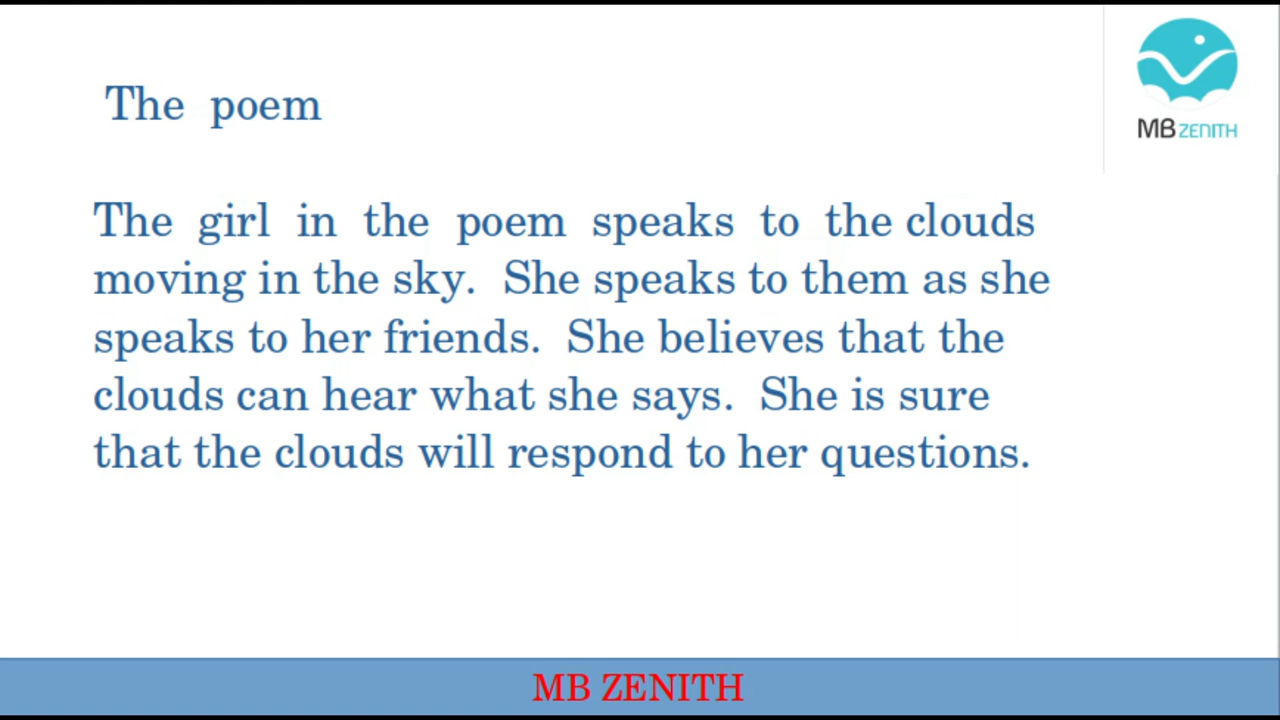 The poem
MB ZENITH
The girl in the poem speaks to the clouds
moving in the sky. She speaks to them as she
speaks to her friends. She believes that the
clouds can hear what she says. She is sure
that the clouds will respond to her questions.
MB ZENITH